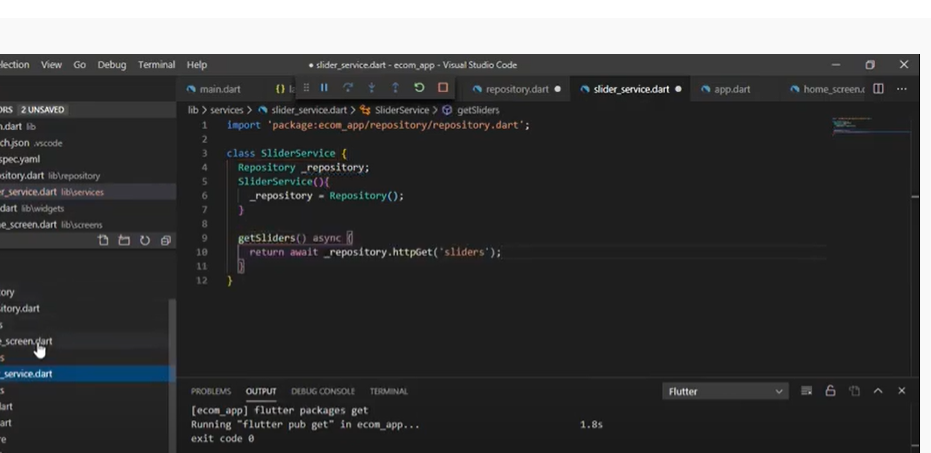 lection View Go Debug Terminal Help
● slider_service.dart - ecom_app - Visual Studio Code
main.dart
{} l
repository.dart ●
slider_service.dart ●
app.dart
home_screen.c
ORS 2 UNSAVED
n.dart lib
ch.json .vscode
spec.yaml
sitory.dart lib\repository
er_service.dart lib\services
dart lib\widgets
e_screen.dart lib\screens
ory
itory.dart
s
e_screen.dart
s
_service.dart
s
art
art
e
lib > services > slider_service.dart > SliderService > getSliders
1 import 'package:ecom_app/repository/repository.dart';
2
3 class SliderService {
4 Repository _repository;
5 SliderService(){
6 _repository = Repository();
7 }
8
9 getSliders() async {
10 return await _repository.httpGet('sliders');
11 }
12 }
PROBLEMS OUTPUT DEBUG CONSOLE TERMINAL
Flutter
[ecom_app] flutter packages get
Running "flutter pub get" in ecom_app... 1.8s
exit code 0